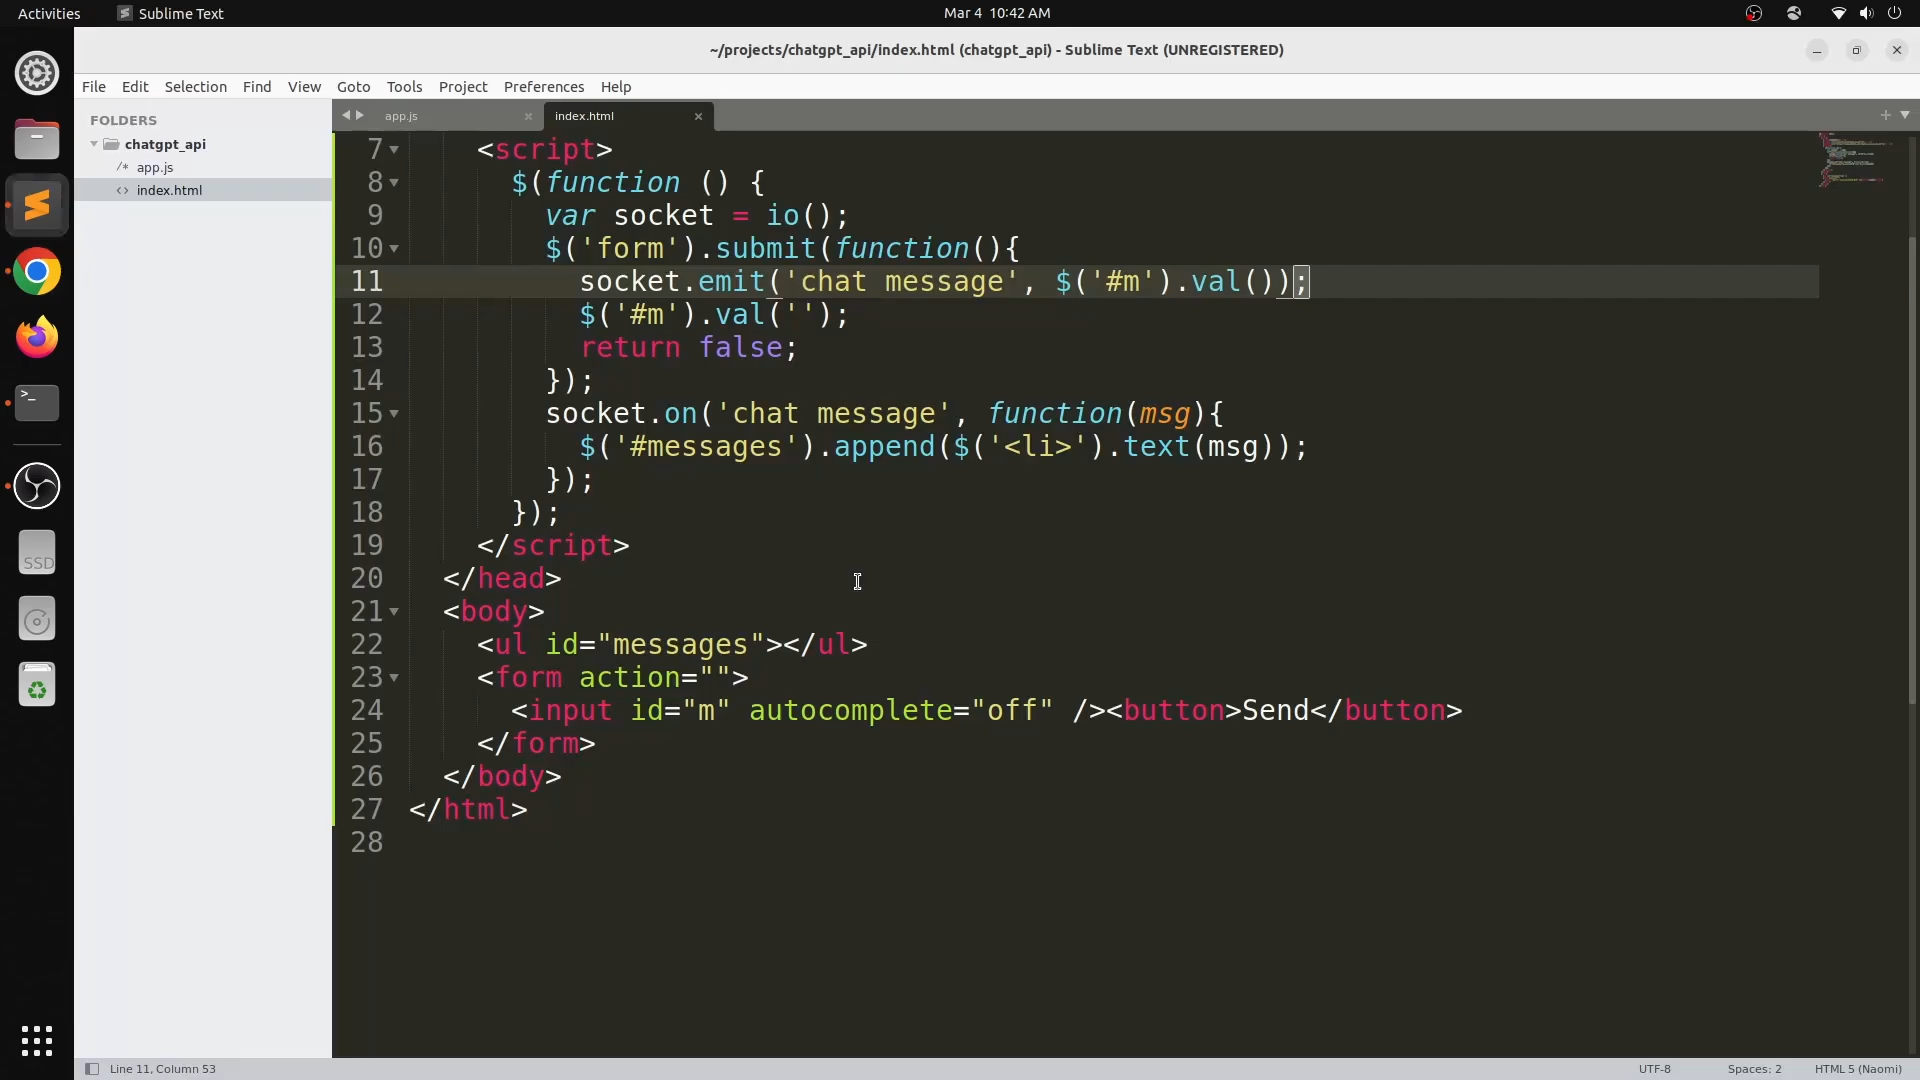 Activities
Sublime Text
Mar 4 10:42 AM
~/projects/chatgpt_api/index.html (chatgpt_api) - Sublime Text (UNREGISTERED)
File Edit Selection Find View Goto Tools Project Preferences Help
FOLDERS
chatgpt_api
/* app.js
<> index.html
app.js
index.html
7 <script>
8 $(function () {
9 var socket = io();
10 $('form').submit(function(){
11 socket.emit('chat message', $('#m').val());
12 $('#m').val('');
13 return false;
14 });
15 socket.on('chat message', function(msg){
16 $('#messages').append($('<li>').text(msg));
17 });
18 });
19 </script>
20 </head>
21 <body>
22 <ul id="messages"></ul>
23 <form action="">
24 <input id="m" autocomplete="off" /><button>Send</button>
25 </form>
26 </body>
27 </html>
28
>_
SSD
Line 11, Column 53
UTF-8
Spaces: 2
HTML 5 (Naomi)